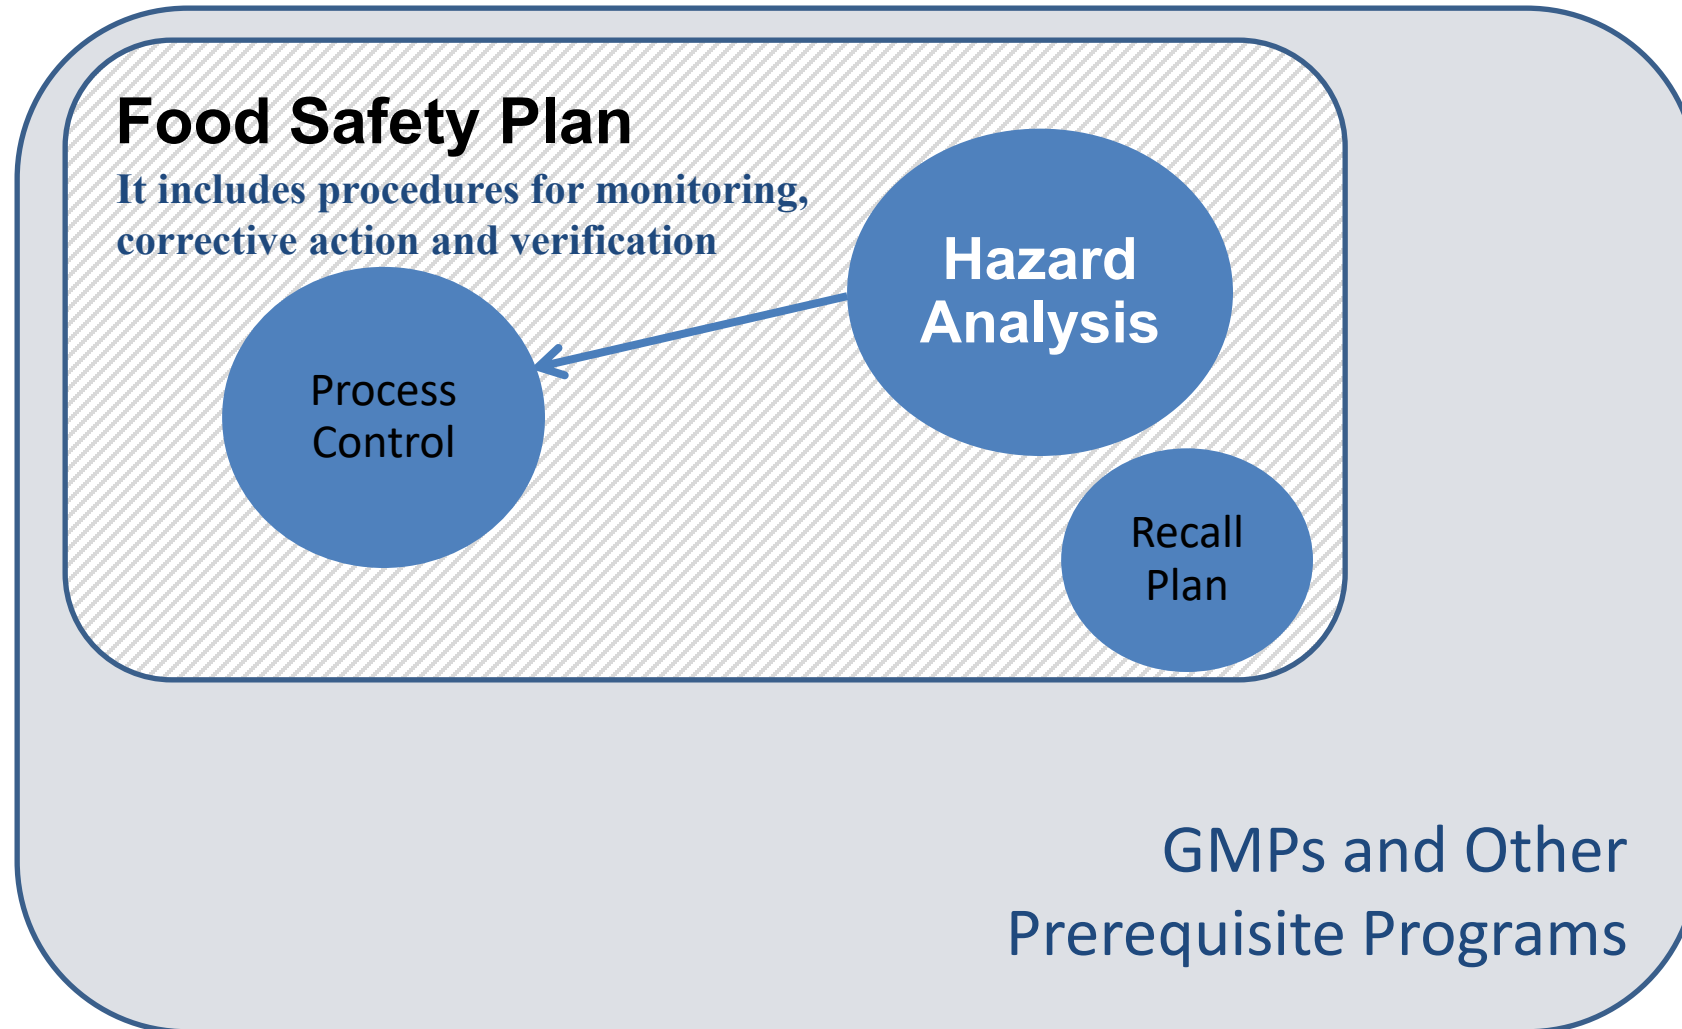 Food Safety Plan
It includes procedures for monitoring,
corrective action and verification
Hazard
Analysis
Process
Control
Recall
Plan
GMPs and Other
Prerequisite Programs